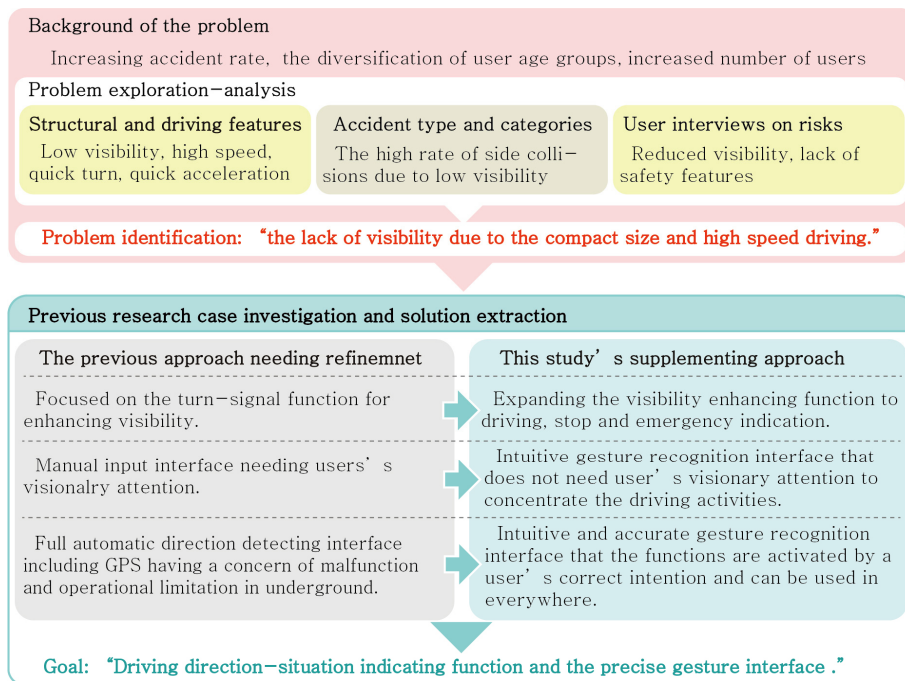 Background of the problem
Increasing accident rate, the diversification of user age groups, increased number of users
Problem exploration-analysis
Structural and driving features
Low visibility, high speed,
quick turn, quick acceleration
Accident type and categories
The high rate of side colli-
sions due to low visibility
User interviews on risks
Reduced visibility, lack of
safety features
Problem identification: “the lack of visibility due to the compact size and high speed driving.”
Previous research case investigation and solution extraction
The previous approach needing refinemnet
This study’s supplementing approach
Focused on the turn-signal function for
enhancing visibility.
Expanding the visibility enhancing function to
driving, stop and emergency indication.
Manual input interface needing users’s
visionalry attention.
Intuitive gesture recognition interface that
does not need user’s visionary attention to
concentrate the driving activities.
Full automatic direction detecting interface
including GPS having a concern of malfunction
and operational limitation in underground.
Intuitive and accurate gesture recognition
interface that the functions are activated by a
user’s correct intention and can be used in
everywhere.
Goal: “Driving direction-situation indicating function and the precise gesture interface .”